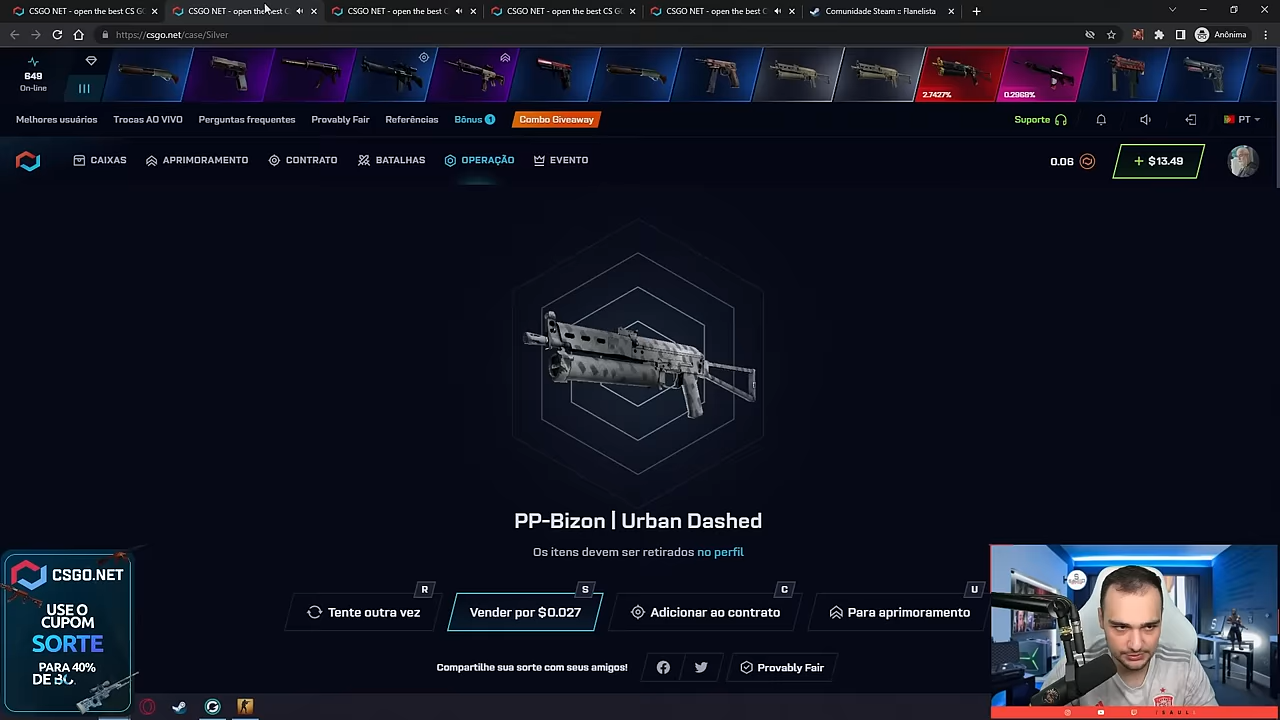 CSGO NET - open the best CS G
CSGO NET - open the best C
CSGO NET - open the best C
CSGO NET - open the best CS G
CSGO NET - open the best C
Comunidade Steam :: Flanelista
https://csgo.net/case/Silver
Anônima
649
On-line
2.7427%
0.2968%
Melhores usuários
Trocas AO VIVO
Perguntas frequentes
Provably Fair
Referências
Bônus 1
Combo Giveaway
Suporte
PT
CAIXAS
APRIMORAMENTO
CONTRATO
BATALHAS
OPERAÇÃO
EVENTO
0.06
+ $13.49
PP-Bizon | Urban Dashed
Os itens devem ser retirados no perfil
R
Tente outra vez
S
Vender por $0.027
C
Adicionar ao contrato
U
Para aprimoramento
Compartilhe sua sorte com seus amigos!
Provably Fair
CSGO.NET
USE O
CUPOM
SORTE
PARA 40%
DE
/SAUL